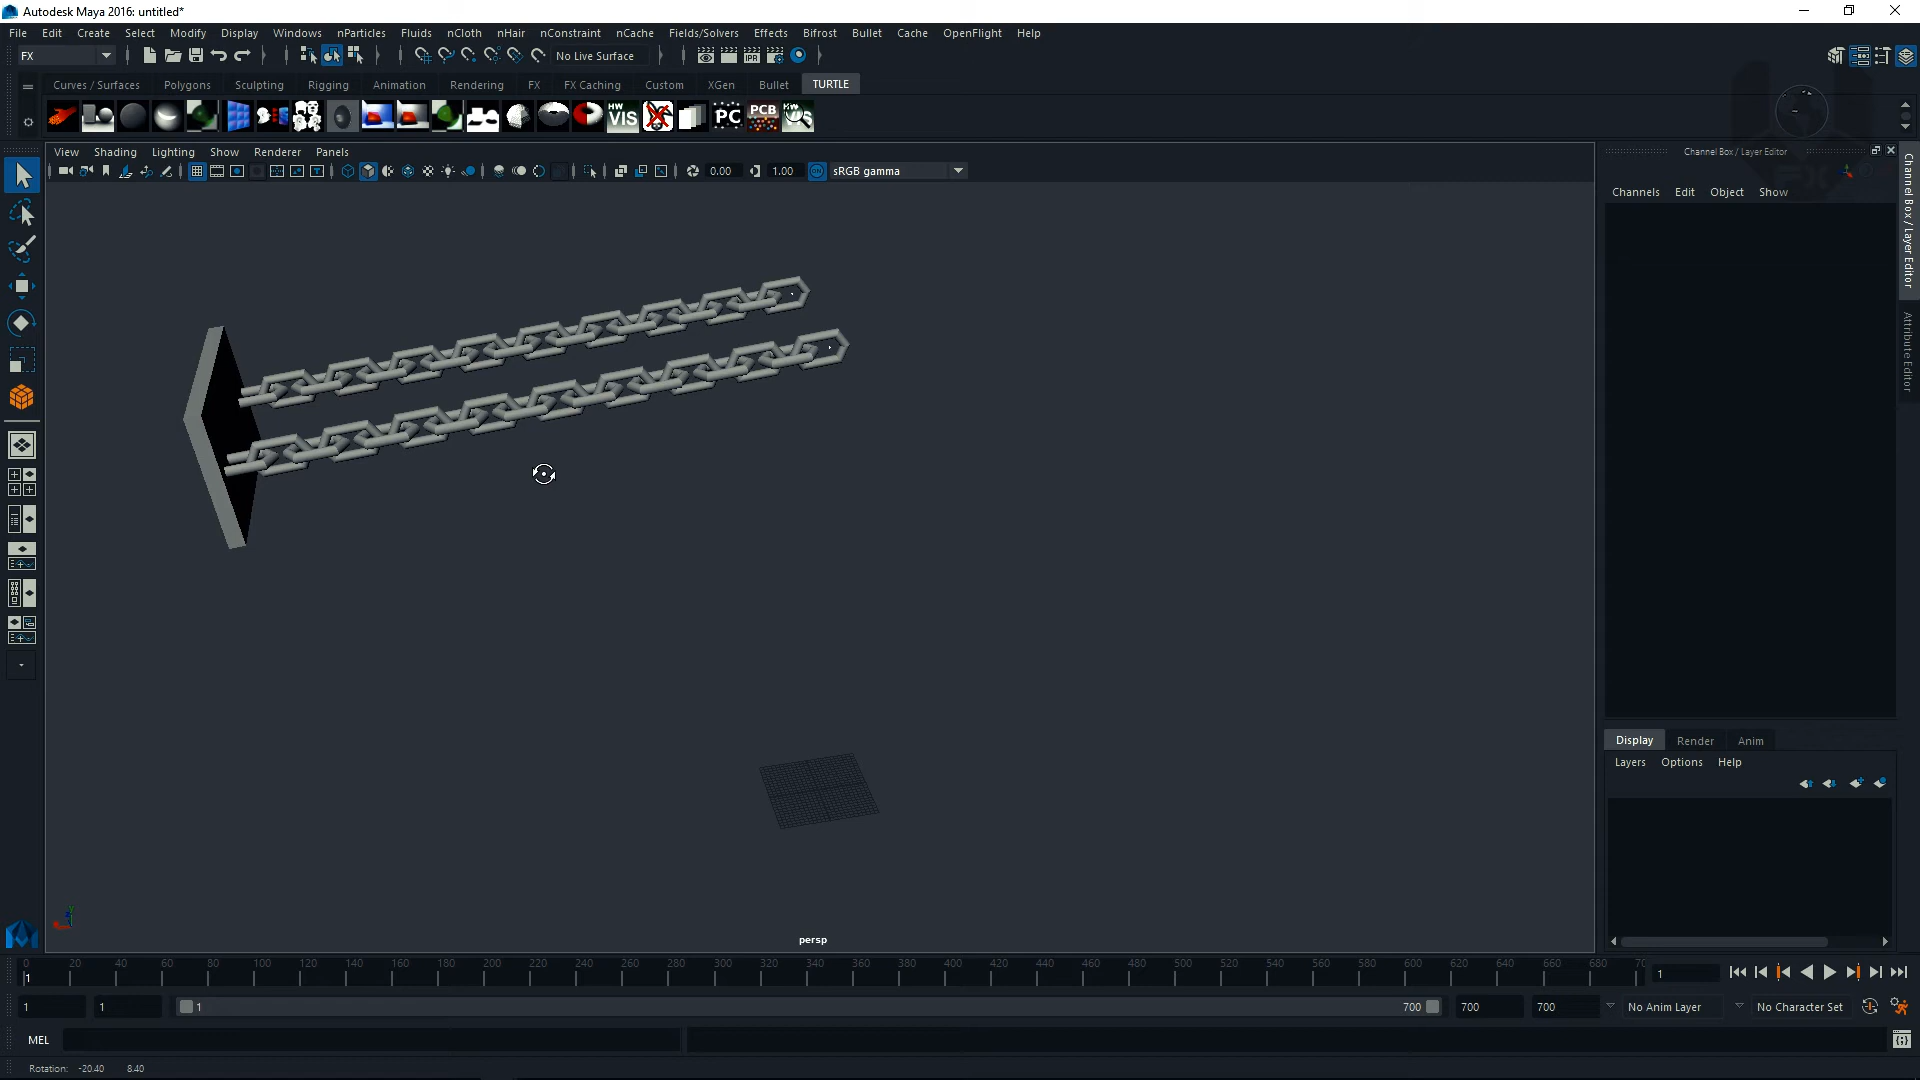 Autodesk Maya 2016: untitled*
File Edit Create Select Modify Display Windows nParticles Fluids nCloth nHair nConstraint nCache Fields/Solvers Effects Bifrost Bullet Cache OpenFlight Help
FX No Live Surface IPR
Curves / Surfaces Polygons Sculpting Rigging Animation Rendering FX FX Caching Custom XGen Bullet TURTLE
HW VIS PC PCB
View Shading Lighting Show Renderer Panels
0.00 1.00 ON sRGB gamma
Channel Box / Layer Editor
Channels Edit Object Show
Channel Box / Layer Editor
Attribute Editor
persp
Display Render Anim
Layers Options Help
0 20 40 60 80 100 120 140 160 180 200 220 240 260 280 300 320 340 360 380 400 420 440 460 480 500 520 540 560 580 600 620 640 660 680
1 1
1 1 1 700 700 700 No Anim Layer No Character Set
MEL
Rotation: -20.40 8.40